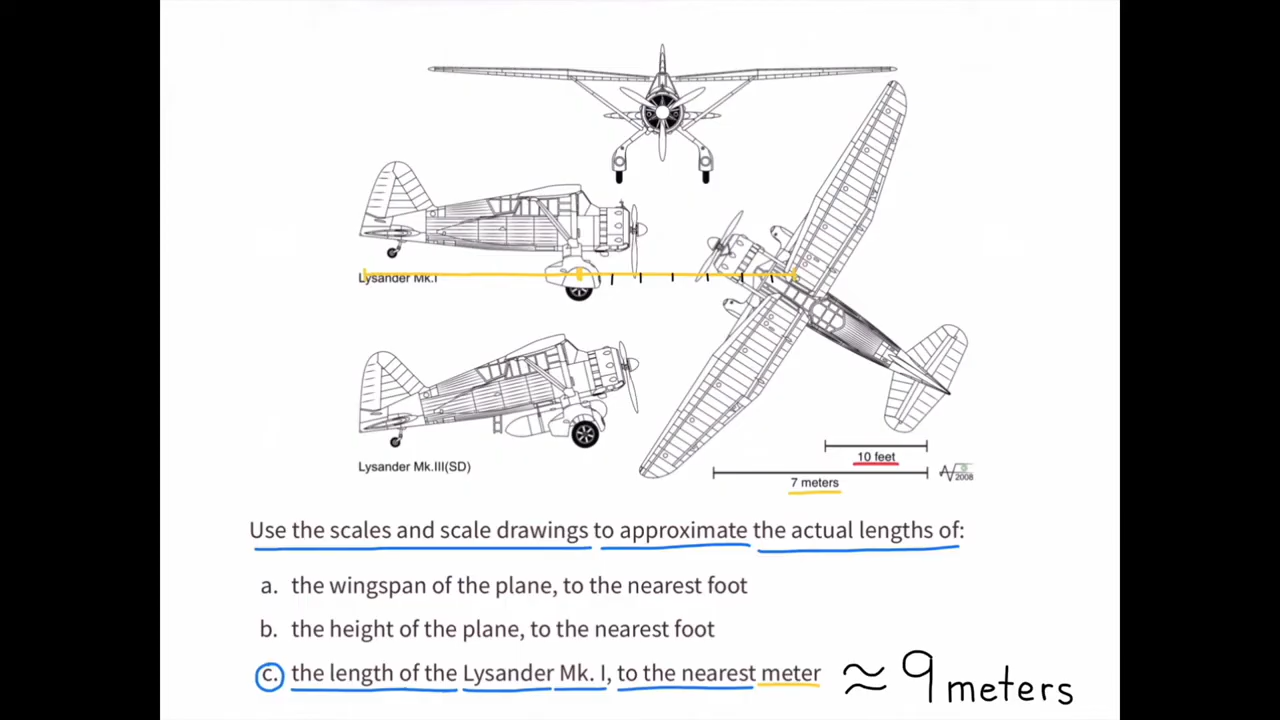 Lysander Mk.I
Lysander Mk.III(SD)
10 feet
7 meters
2008
Use the scales and scale drawings to approximate the actual lengths of:
a. the wingspan of the plane, to the nearest foot
b. the height of the plane, to the nearest foot
c. the length of the Lysander Mk. I, to the nearest meter ≈ 9 meters